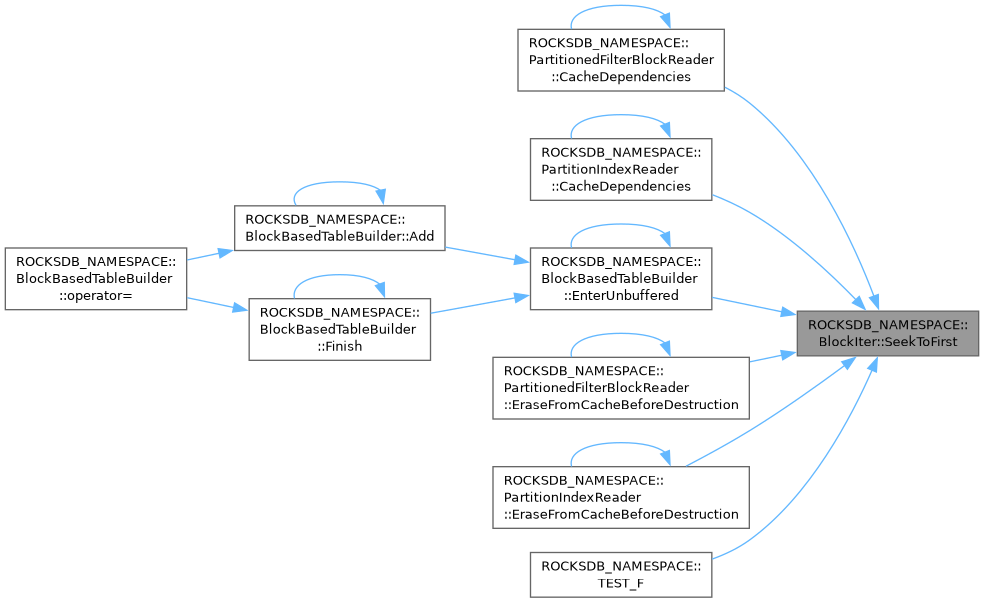 ROCKSDB_NAMESPACE::
PartitionedFilterBlockReader
::CacheDependencies
ROCKSDB_NAMESPACE::
PartitionIndexReader
::CacheDependencies
ROCKSDB_NAMESPACE::
BlockBasedTableBuilder::Add
ROCKSDB_NAMESPACE::
BlockBasedTableBuilder
::operator=
ROCKSDB_NAMESPACE::
BlockBasedTableBuilder
::EnterUnbuffered
ROCKSDB_NAMESPACE::
BlockBasedTableBuilder
::Finish
ROCKSDB_NAMESPACE::
BlockIter::SeekToFirst
ROCKSDB_NAMESPACE::
PartitionedFilterBlockReader
::EraseFromCacheBeforeDestruction
ROCKSDB_NAMESPACE::
PartitionIndexReader
::EraseFromCacheBeforeDestruction
ROCKSDB_NAMESPACE::
TEST_F